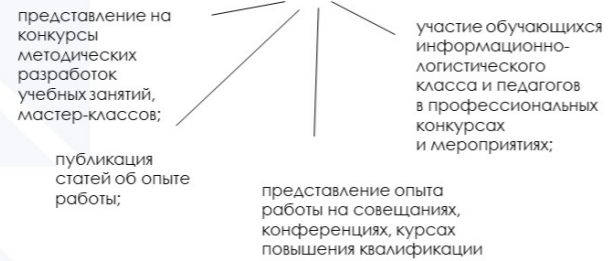 представление на
конкурсы
методических
разработок
учебных занятий,
мастер-классов;
участие обучающихся
информационно-
логистического
класса и педагогов
в профессиональных
конкурсах
и мероприятиях;
публикация
статей об опыте
работы;
представление опыта
работы на совещаниях,
конференциях, курсах
повышения квалификации